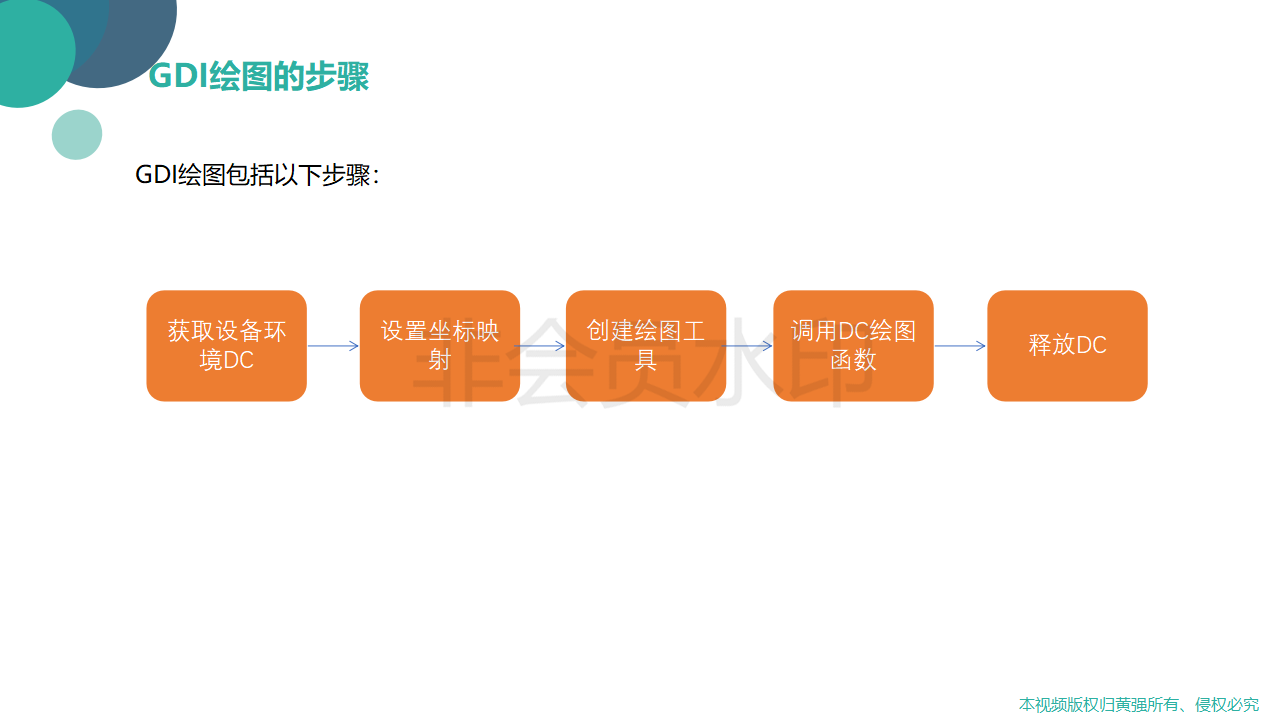 GDI绘图的步骤
GDI绘图包括以下步骤：
获取设备环
境DC
设置坐标映
射
创建绘图工
具
调用DC绘图
函数
释放DC
非会员水印
本视频版权归黄强所有、侵权必究